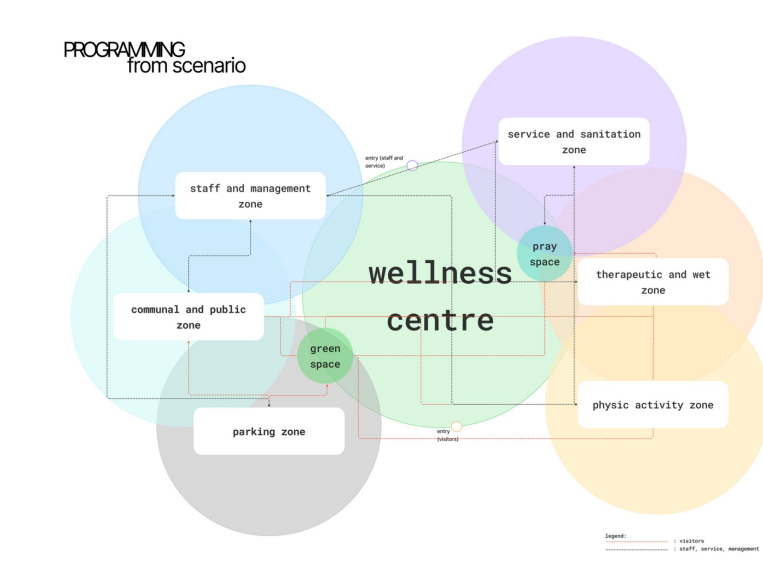 PROGRAMMING
from scenario
entry (staff and
service)
service and sanitation
zone
staff and management
zone
pray
space
wellness
centre
therapeutic and wet
zone
communal and public
zone
green
space
physic activity zone
parking zone
entry
(visitors)
legend:
: visitors
: staff, service, management